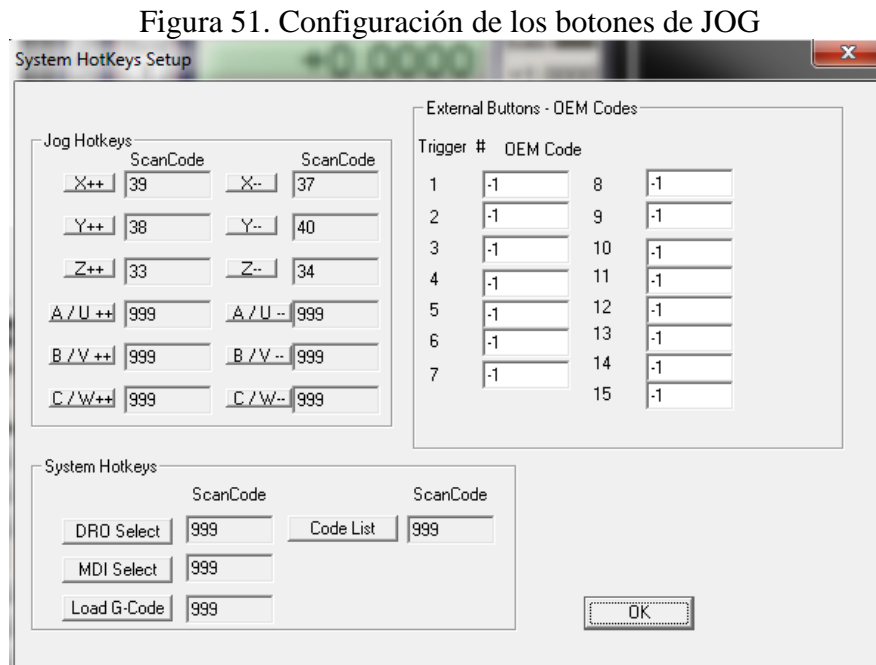 Figura 51. Configuración de los botones de JOG
System HotKeys Setup
+0.0000
Jog Hotkeys
ScanCode ScanCode
X++ 39 X-- 37
Y++ 38 Y-- 40
Z++ 33 Z-- 34
A / U ++ 999 A / U -- 999
B / V ++ 999 B / V -- 999
C / W++ 999 C / W-- 999
External Buttons - OEM Codes
Trigger # OEM Code
1 -1 8 -1
2 -1 9 -1
3 -1 10 -1
4 -1 11 -1
5 -1 12 -1
6 -1 13 -1
7 -1 14 -1
15 -1
System Hotkeys
ScanCode ScanCode
DRO Select 999 Code List 999
MDI Select 999
Load G-Code 999
OK